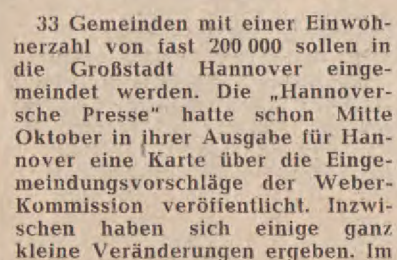 33 Gemeinden mit einer Einwoh-
nerzahl von fast 200 000 sollen in
die Großstadt Hannover einge-
meindet werden. Die „Hannover-
sche Presse" hatte schon Mitte
Oktober in ihrer Ausgabe für Han-
nover eine Karte über die Einge-
meindungsvorschläge der Weber-
Kommission veröffentlicht. Inzwi-
schen haben sich einige ganz
kleine Veränderungen ergeben. Im